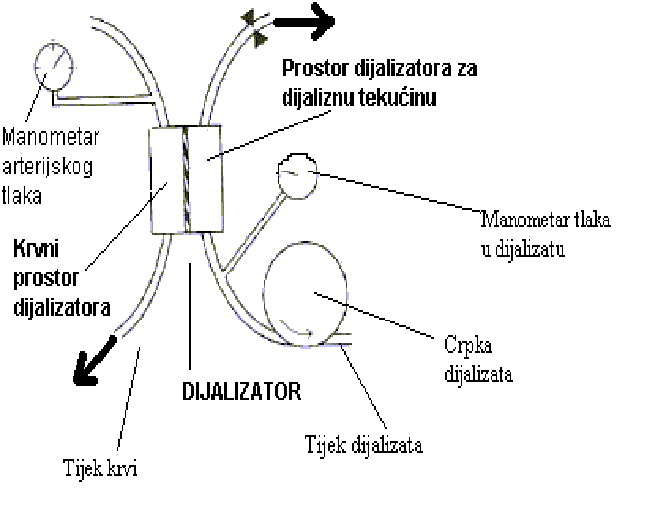 Prostor dijalizatora za
dijaliznu tekućinu
Manometar
arterijskog
tlaka
Manometar tlaka
u dijalizatu
Krvni
prostor
dijalizatora
Crpka
dijalizata
DIJALIZATOR
Tijek dijalizata
Tijek krvi